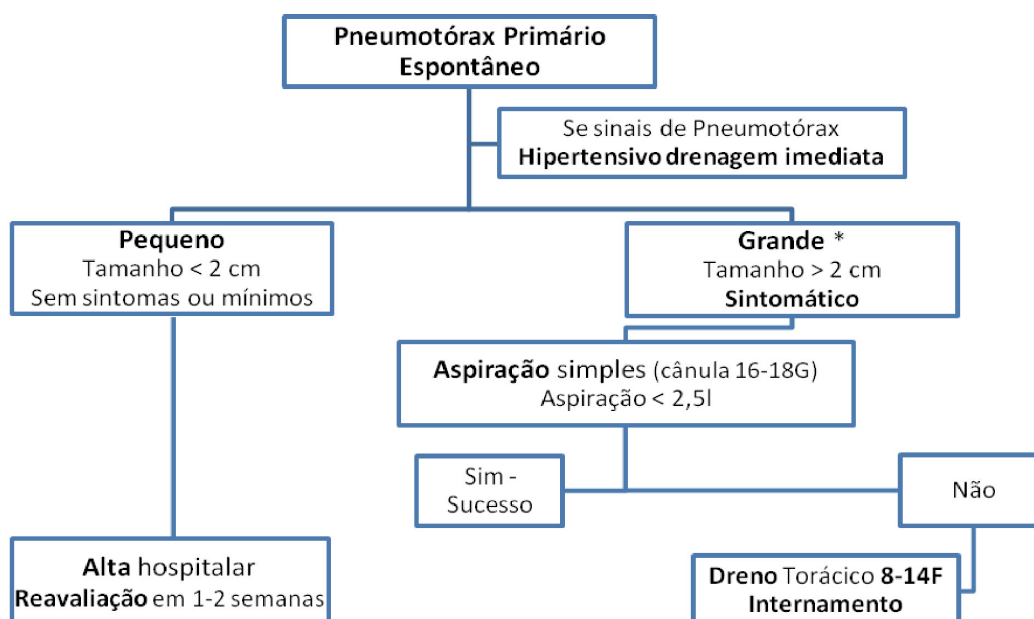 Pneumotórax Primário
Espontâneo
Se sinais de Pneumotórax
Hipertensivo drenagem imediata
Pequeno
Tamanho < 2 cm
Sem sintomas ou mínimos
Grande *
Tamanho > 2 cm
Sintomático
Aspiração simples (cânula 16-18G)
Aspiração < 2,5l
Sim -
Sucesso
Não
Alta hospitalar
Reavaliação em 1-2 semanas
Dreno Torácico 8-14F
Internamento